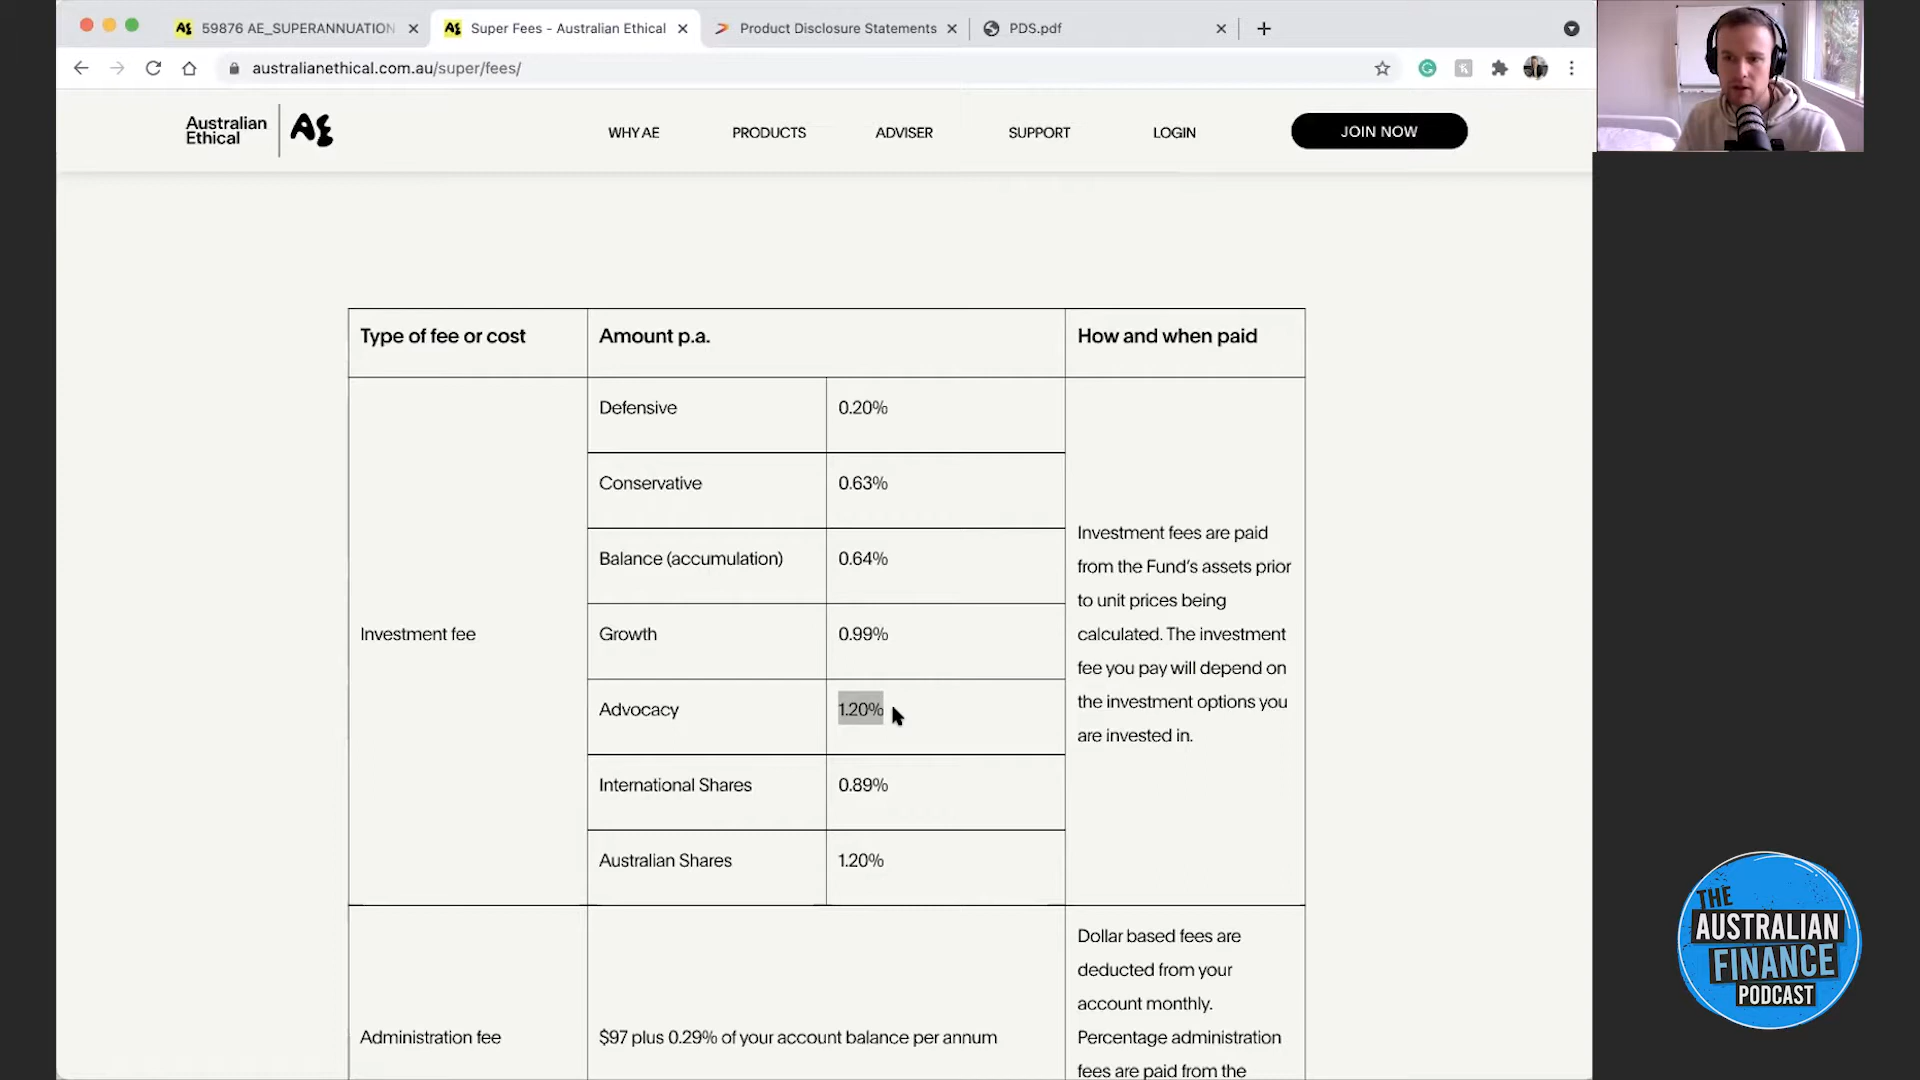 59876 AE_SUPERANNUATION
Super Fees - Australian Ethical
Product Disclosure Statements
PDS.pdf
australianethical.com.au/super/fees/
Australian
Ethical
WHY AE
PRODUCTS
ADVISER
SUPPORT
LOGIN
JOIN NOW
Type of fee or cost
Amount p.a.
How and when paid
Investment fee
Defensive
0.20%
Conservative
0.63%
Balance (accumulation)
0.64%
Growth
0.99%
Advocacy
1.20%
International Shares
0.89%
Australian Shares
1.20%
Investment fees are paid
from the Fund's assets prior
to unit prices being
calculated. The investment
fee you pay will depend on
the investment options you
are invested in.
Administration fee
$97 plus 0.29% of your account balance per annum
Dollar based fees are
deducted from your
account monthly.
Percentage administration
fees are paid from the
THE
AUSTRALIAN
FINANCE
PODCAST